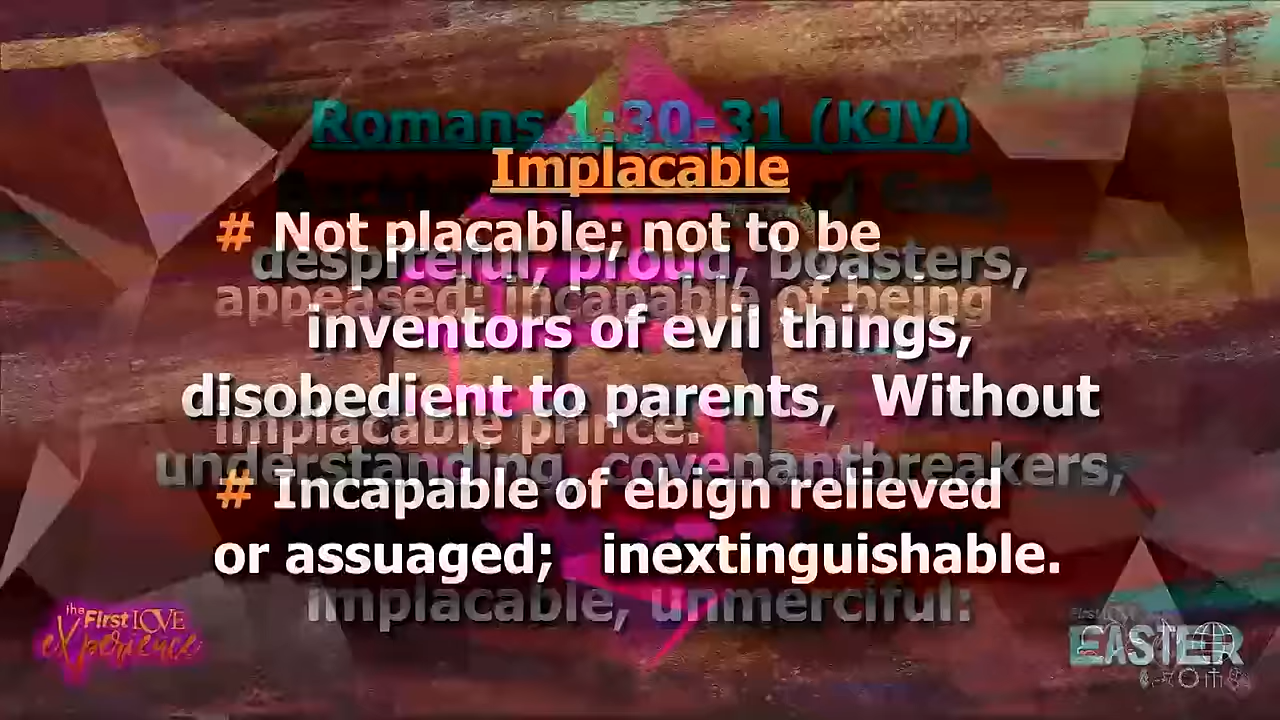 Romans 1:30-31 (KJV)
Implacable
# Not placable; not to be
despiteful, proud, boasters,
appeased; incapable of being
inventors of evil things,
disobedient to parents, Without
implacable prince.
understanding, covenantbreakers,
# Incapable of ebign relieved
or assuaged; inextinguishable.
implacable, unmerciful:
the First LOVE
eXperience
First LOVE
EASTER